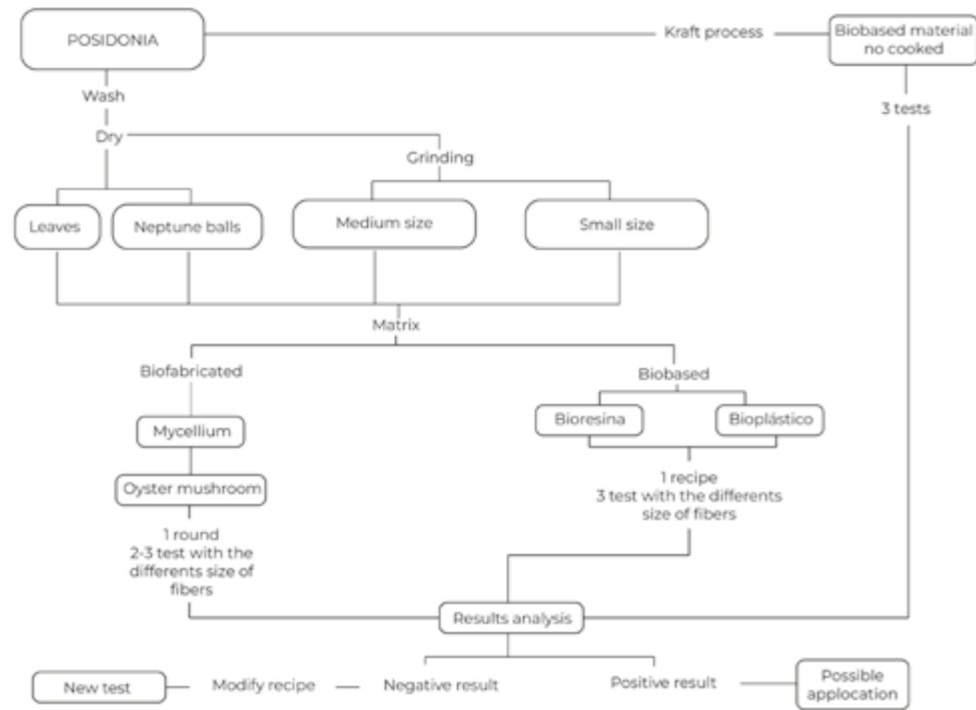 POSIDONIA
Kraft process
Biobased material
no cooked
Wash
3 tests
Dry
Grinding
Leaves
Neptune balls
Medium size
Small size
Matrix
Biofabricated
Biobased
Mycellium
Bioresina
Bioplástico
Oyster mushroom
1 recipe
3 test with the differents
size of fibers
1 round
2-3 test with the
differents size of
fibers
Results analysis
New test
Modify recipe
Negative result
Positive result
Possible
applocation